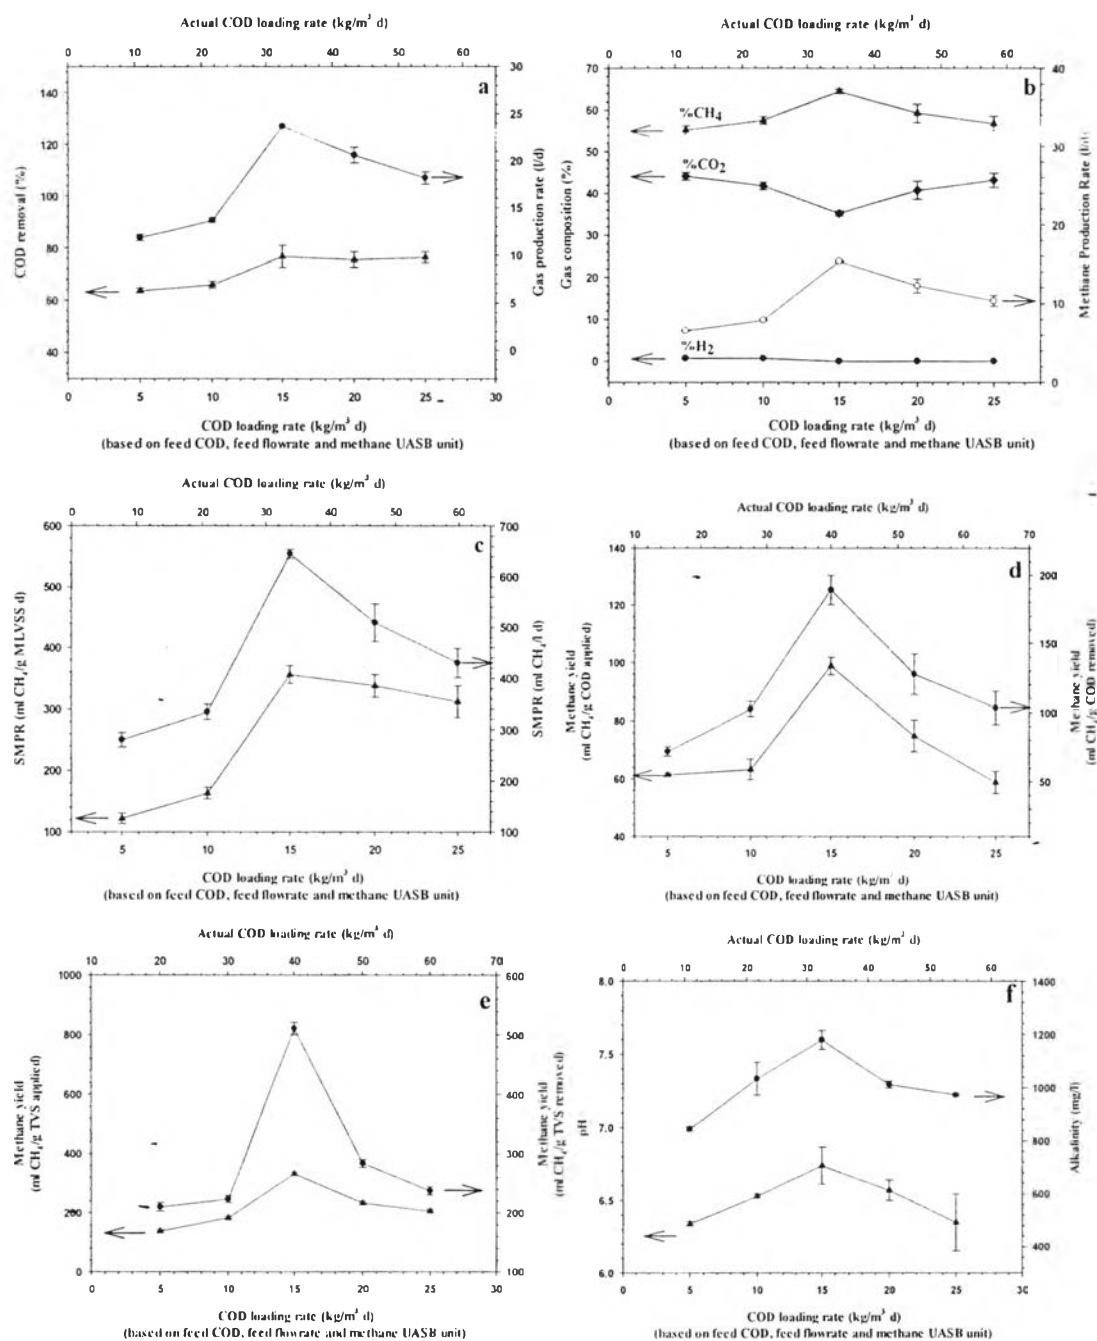 Actual COD loading rate (kg/m³ d)
0 10 20 30 40 50 60
a
140
120
100
80
60
40
COD removal (%)
30
25
20
15
10
5
0
Gas production rate (l/d)
0 5 10 15 20 25 30
COD loading rate (kg/m³ d)
(based on feed COD, feed flowrate and methane UASB unit)
Actual COD loading rate (kg/m³ d)
0 10 20 30 40 50 60
b
%CH₄
%CO₂
%H₂
70
60
50
40
30
20
10
0
Gas composition (%)
40
30
20
10
0
Methane Production Rate (l/d)
5 10 15 20 25
COD loading rate (kg/m³ d)
(based on feed COD, feed flowrate and methane UASB unit)
Actual COD loading rate (kg/m³ d)
0 10 20 30 40 50 60
c
600
500
400
300
200
100
SMPR (ml CH₄/g MLVSS d)
700
600
500
400
300
200
100
SMPR (ml CH₄/l d)
5 10 15 20 25
COD loading rate (kg/m³ d)
(based on feed COD, feed flowrate and methane UASB unit)
Actual COD loading rate (kg/m³ d)
10 20 30 40 50 60 70
d
140
120
100
80
60
40
Methane yield
(ml CH₄/g COD applied)
200
150
100
50
Methane yield
(ml CH₄/g COD removed)
5 10 15 20 25
COD loading rate (kg/m³ d)
(based on feed COD, feed flowrate and methane UASB unit)
Actual COD loading rate (kg/m³ d)
10 20 30 40 50 60 70
e
1000
800
600
400
200
0
Methane yield
(ml CH₄/g TVS applied)
600
500
400
300
200
100
Methane yield
(ml CH₄/g TVS removed)
0 5 10 15 20 25 30
COD loading rate (kg/m³ d)
(based on feed COD, feed flowrate and methane UASB unit)
Actual COD loading rate (kg/m³ d)
0 10 20 30 40 50 60
f
8.0
7.5
7.0
6.5
6.0
pH
1400
1200
1000
800
600
400
Alkalinity (mg/l)
0 5 10 15 20 25 30
COD loading rate (kg/m³ d)
(based on feed COD, feed flowrate and methane UASB unit)